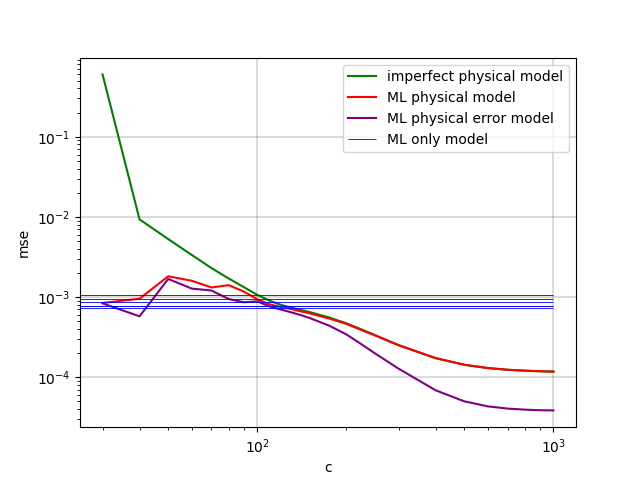 imperfect physical model
ML physical model
ML physical error model
ML only model
10⁻¹
10⁻²
10⁻³
10⁻⁴
mse
10²
10³
c